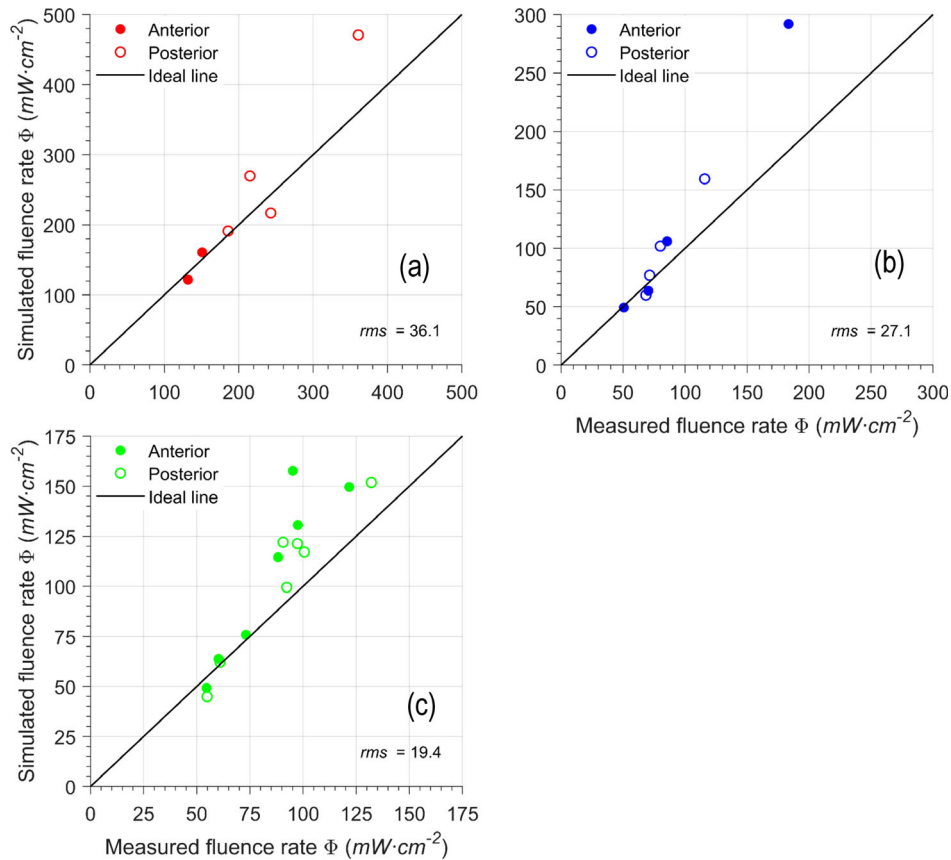 500
400
300
200
100
0
Simulated fluence rate Φ (mW·cm-2)
Anterior
Posterior
Ideal line
(a)
rms = 36.1
0 100 200 300 400 500
300
250
200
150
100
50
0
Anterior
Posterior
Ideal line
(b)
rms = 27.1
0 50 100 150 200 250 300
Measured fluence rate Φ (mW·cm-2)
175
150
125
100
75
50
25
0
Simulated fluence rate Φ (mW·cm-2)
Anterior
Posterior
Ideal line
(c)
rms = 19.4
0 25 50 75 100 125 150 175
Measured fluence rate Φ (mW·cm-2)